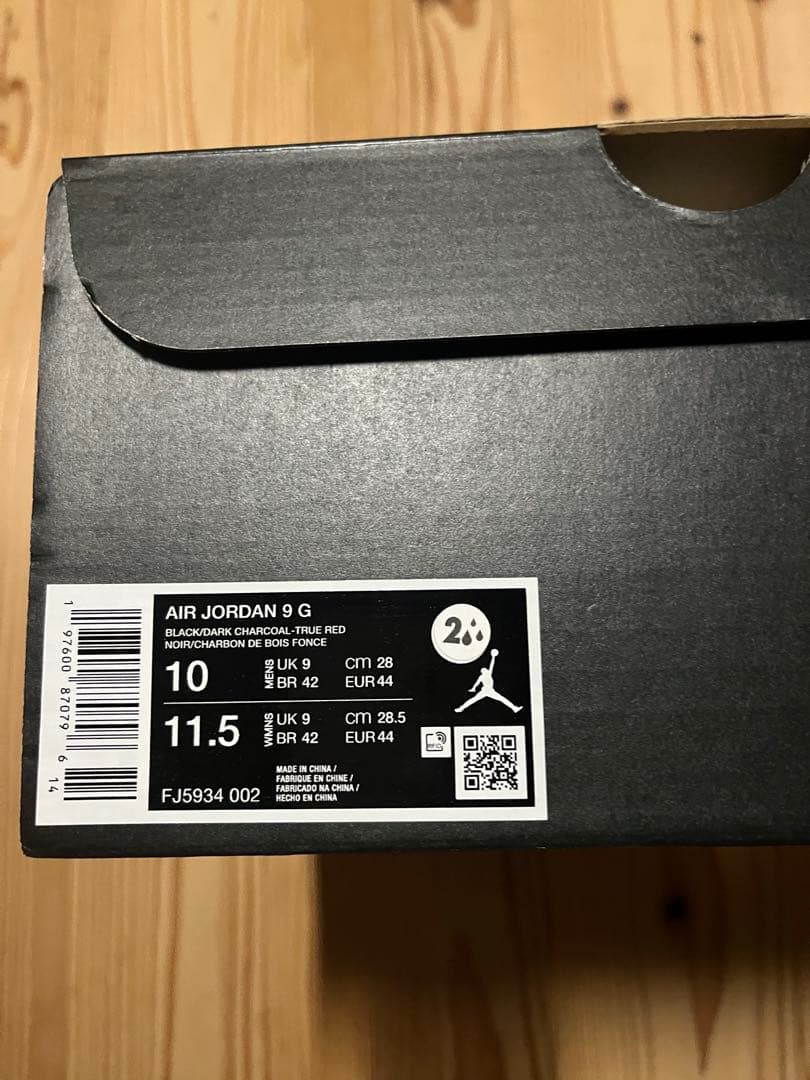 AIR JORDAN 9 G
BLACK/DARK CHARCOAL-TRUE RED
NOIR/CHARBON DE BOIS FONCE
10 MENS UK 9 cm 28
BR 42 EUR 44
11.5 WMNS UK 9 cm 28.5
BR 42 EUR 44
FJ5934 002
MADE IN CHINA /
FABRIQUE EN CHINE /
FABRICADO NA CHINA /
HECHO EN CHINA
2
RFID
1 97600 87079 6 14